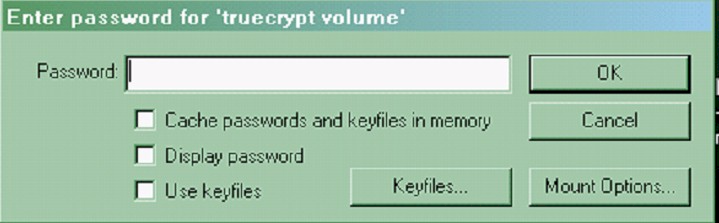 Enter password for 'truecrypt volume'
Password:
OK
Cache passwords and keyfiles in memory
Cancel
Display password
Use keyfiles
Keyfiles...
Mount Options...